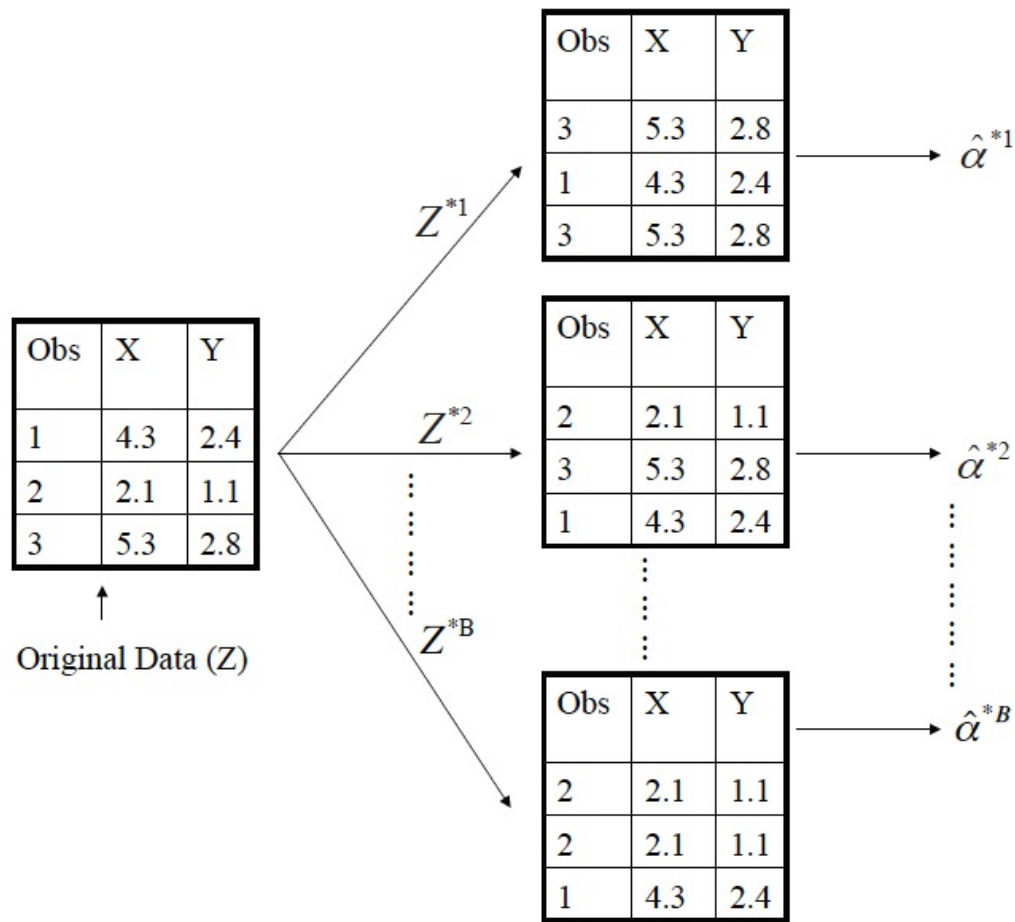 Obs X Y
3 5.3 2.8
1 4.3 2.4
3 5.3 2.8
α̂*1
Z*1
Obs X Y
1 4.3 2.4
2 2.1 1.1
3 5.3 2.8
Original Data (Z)
Z*2
Obs X Y
2 2.1 1.1
3 5.3 2.8
1 4.3 2.4
α̂*2
Z*B
Obs X Y
2 2.1 1.1
2 2.1 1.1
1 4.3 2.4
α̂*B